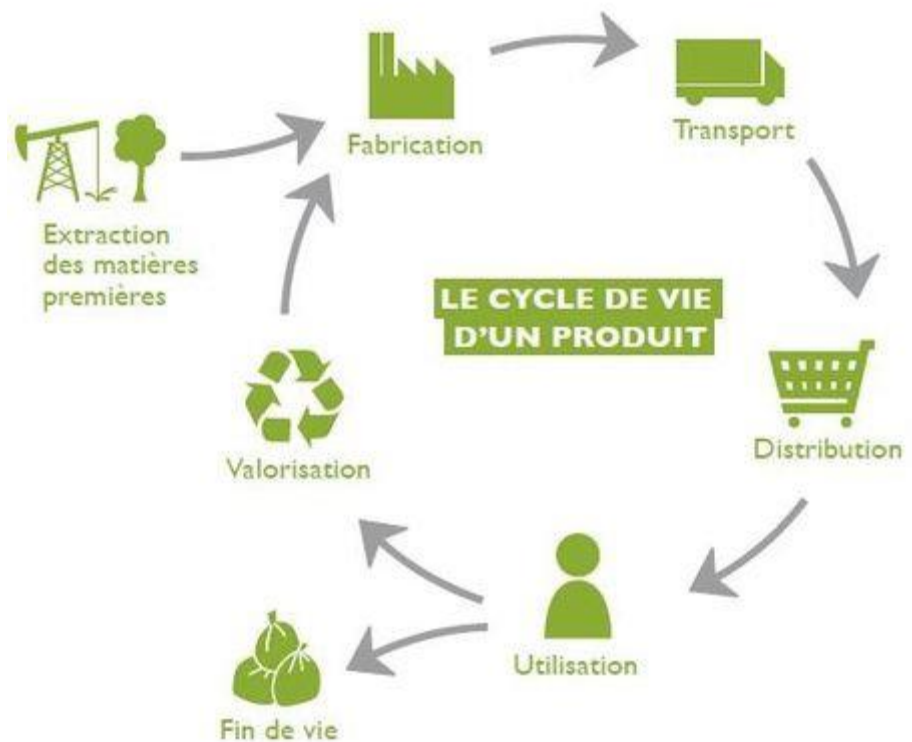 Fabrication
Transport
Extraction
des matières
premières
LE CYCLE DE VIE
D'UN PRODUIT
Distribution
Valorisation
Utilisation
Fin de vie